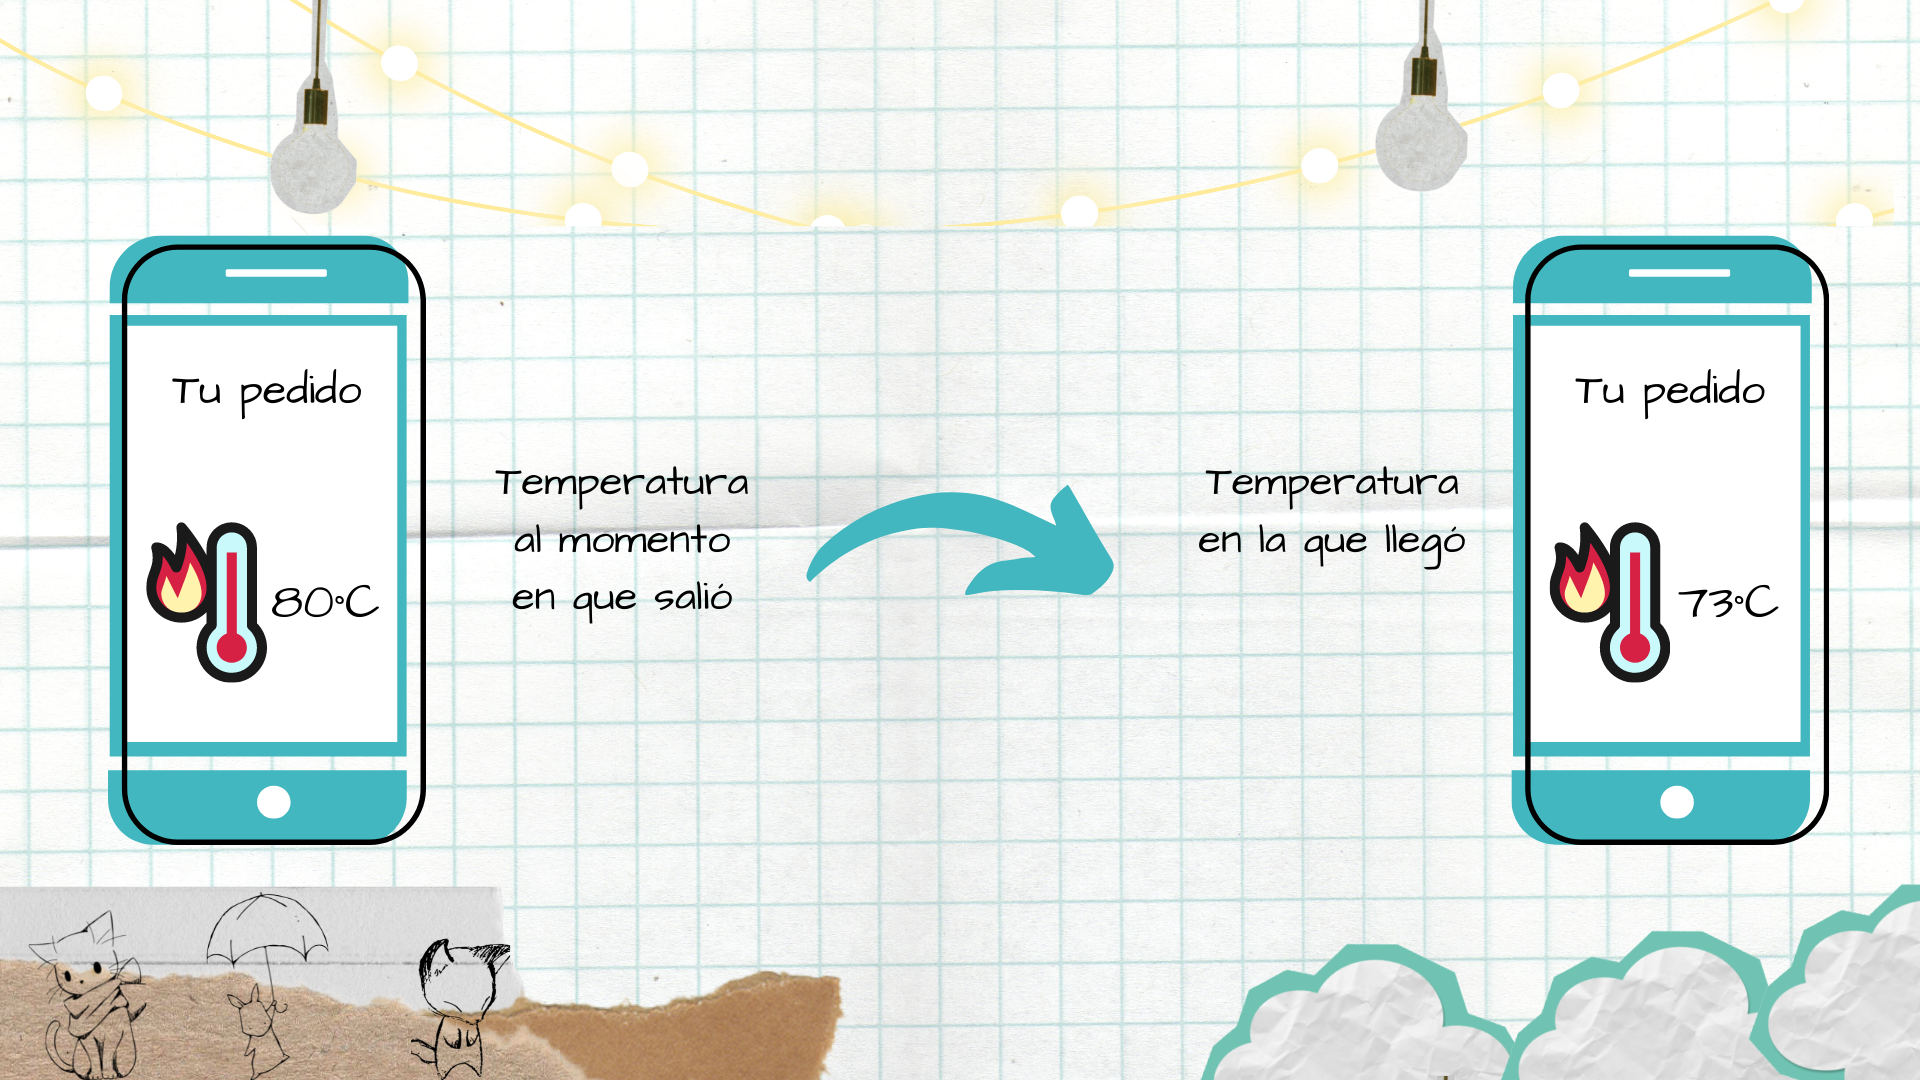 Tu pedido
80°C
Temperatura
al momento
en que salió
Temperatura
en la que llegó
Tu pedido
73°C